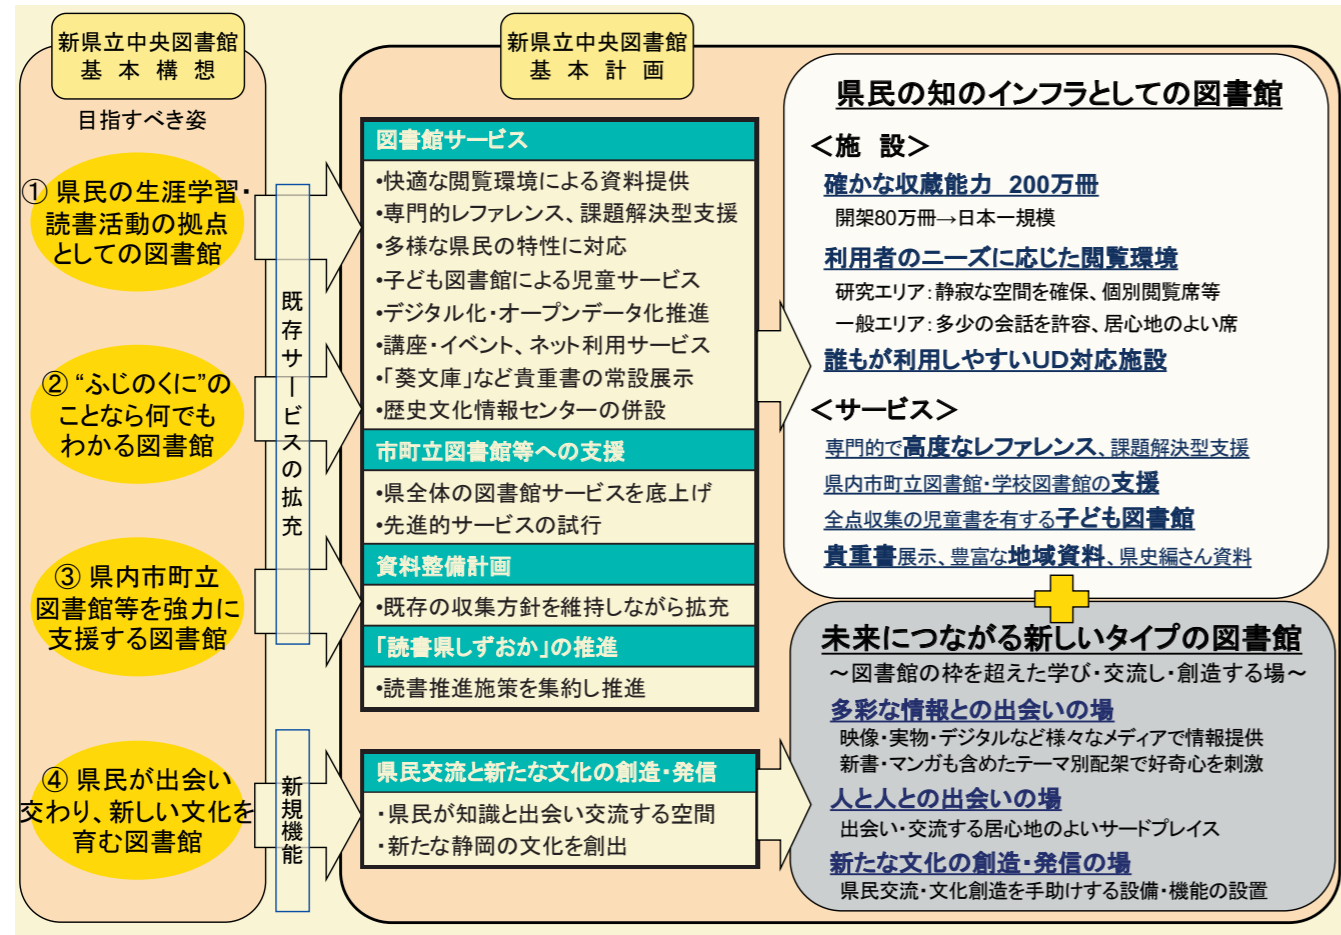 新県立中央図書館
基本構想
目指すべき姿
① 県民の生涯学習・
読書活動の拠点
としての図書館
② “ふじのくに”の
ことなら何でも
わかる図書館
③ 県内市町立
図書館等を強力に
支援する図書館
④ 県民が出会い
交わり、新しい文化を
育む図書館
既存サービスの拡充
新規機能
新県立中央図書館
基本計画
図書館サービス
•快適な閲覧環境による資料提供
•専門的レファレンス、課題解決型支援
•多様な県民の特性に対応
•子ども図書館による児童サービス
•デジタル化・オープンデータ化推進
•講座・イベント、ネット利用サービス
•「葵文庫」など貴重書の常設展示
•歴史文化情報センターの併設
市町立図書館等への支援
•県全体の図書館サービスを底上げ
•先進的サービスの試行
資料整備計画
•既存の収集方針を維持しながら拡充
「読書県しずおか」の推進
•読書推進施策を集約し推進
県民交流と新たな文化の創造・発信
・県民が知識と出会い交流する空間
・新たな静岡の文化を創出
県民の知のインフラとしての図書館
＜施　設＞
確かな収蔵能力　200万冊
開架80万冊→日本一規模
利用者のニーズに応じた閲覧環境
研究エリア：静寂な空間を確保、個別閲覧席等
一般エリア：多少の会話を許容、居心地のよい席
誰もが利用しやすいUD対応施設
＜サービス＞
専門的で高度なレファレンス、課題解決型支援
県内市町立図書館・学校図書館の支援
全点収集の児童書を有する子ども図書館
貴重書展示、豊富な地域資料、県史編さん資料
未来につながる新しいタイプの図書館
～図書館の枠を超えた学び・交流し・創造する場～
多彩な情報との出会いの場
映像・実物・デジタルなど様々なメディアで情報提供
新書・マンガも含めたテーマ別配架で好奇心を刺激
人と人との出会いの場
出会い・交流する居心地のよいサードプレイス
新たな文化の創造・発信の場
県民交流・文化創造を手助けする設備・機能の設置